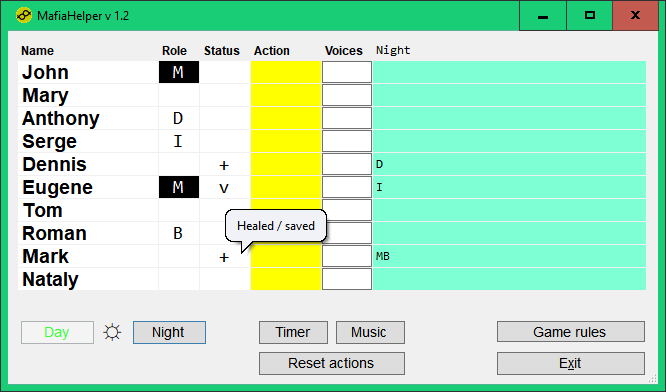 MafiaHelper v 1.2
Name Role Status Action Voices Night
John M
Mary
Anthony D
Serge I
Dennis + D
Eugene M v I
Tom
Healed / saved
Roman B
Mark + MB
Nataly
Day Night Timer Music Game rules
Reset actions Exit